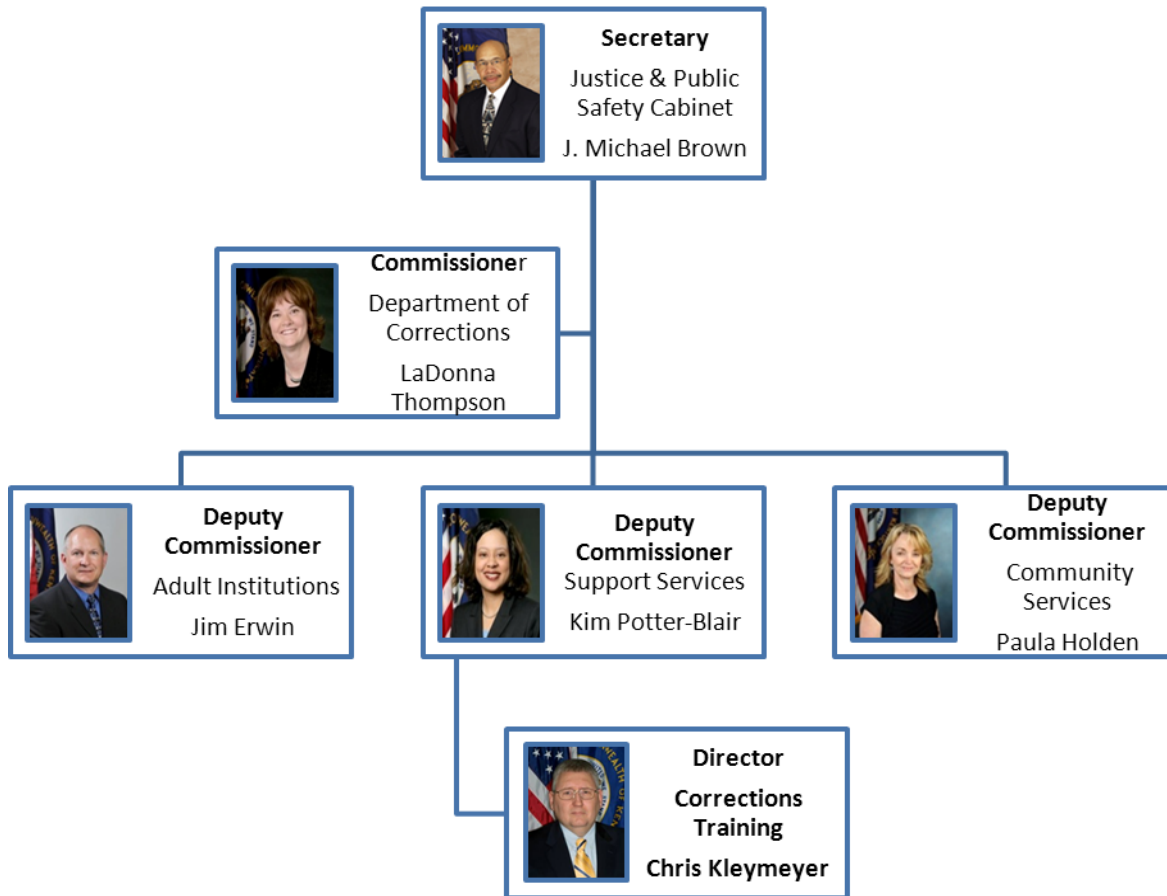 Secretary
Justice & Public
Safety Cabinet
J. Michael Brown
Commissioner
Department of
Corrections
LaDonna
Thompson
Deputy
Commissioner
Adult Institutions
Jim Erwin
Deputy
Commissioner
Support Services
Kim Potter-Blair
Deputy
Commissioner
Community
Services
Paula Holden
Director
Corrections
Training
Chris Kleymeyer